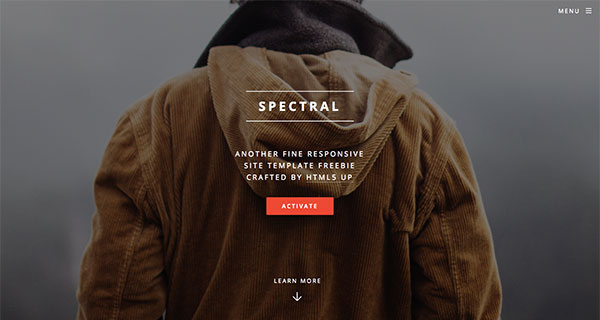 MENU
SPECTRAL
ANOTHER FINE RESPONSIVE
SITE TEMPLATE FREEBIE
CRAFTED BY HTML5 UP
ACTIVATE
LEARN MORE